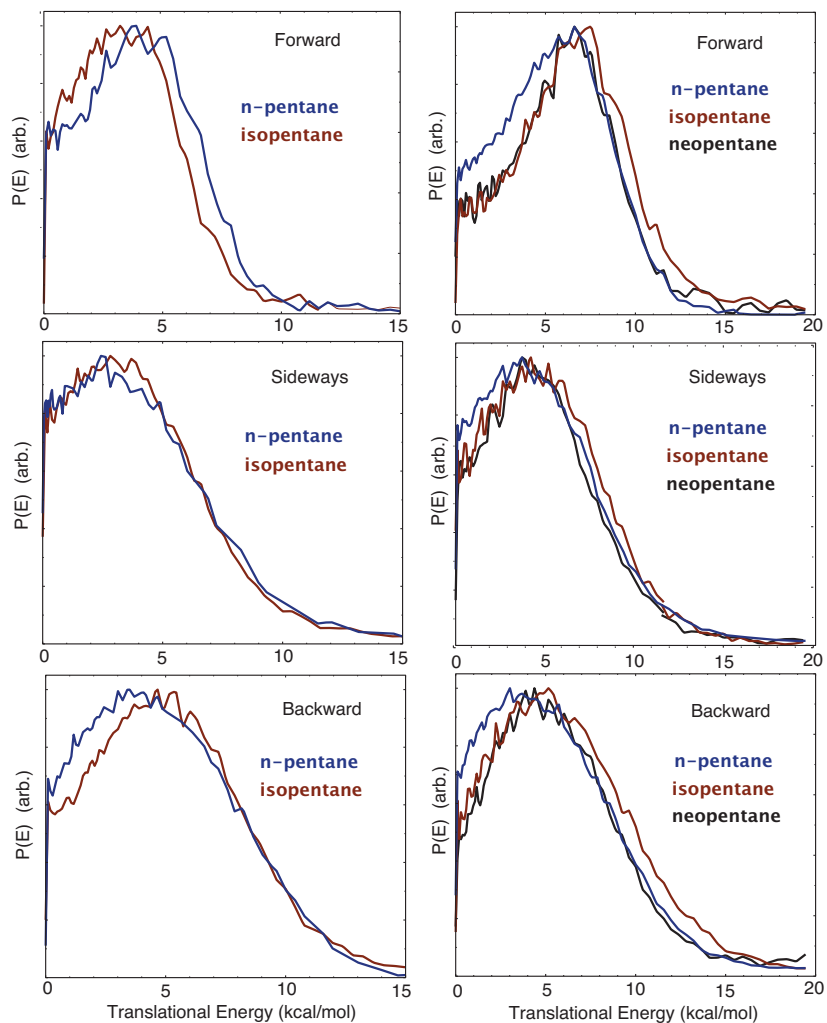 Forward
n-pentane
isopentane
P(E) (arb.)
0 5 10 15
Forward
n-pentane
isopentane
neopentane
P(E) (arb.)
0 5 10 15 20
Sideways
n-pentane
isopentane
P(E) (arb.)
0 5 10 15
Sideways
n-pentane
isopentane
neopentane
P(E) (arb.)
0 5 10 15 20
Backward
n-pentane
isopentane
P(E) (arb.)
0 5 10 15
Translational Energy (kcal/mol)
Backward
n-pentane
isopentane
neopentane
P(E) (arb.)
0 5 10 15 20
Translational Energy (kcal/mol)